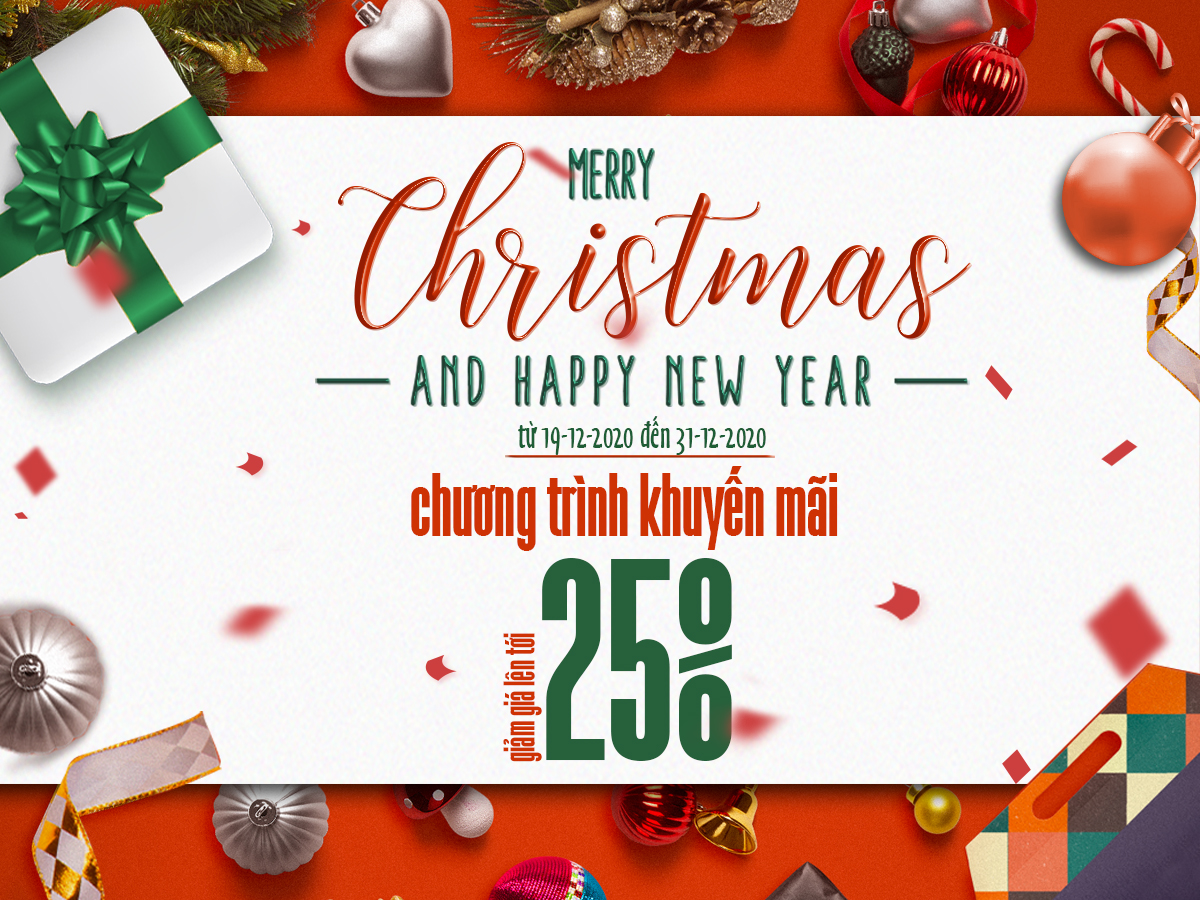 MERRY
Christmas
AND HAPPY NEW YEAR
từ 19-12-2020 đến 31-12-2020
chương trình khuyến mãi
giảm giá lên tới
25%